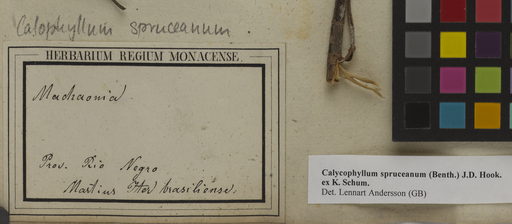 Calophyllum spruceanum.
HERBARIUM REGIUM MONACENSE.
Machaonia
Prov. Rio Negro
Martius Iter brasiliense.
Calycophyllum spruceanum (Benth.) J.D. Hook.
ex K. Schum.
Det. Lennart Andersson (GB)